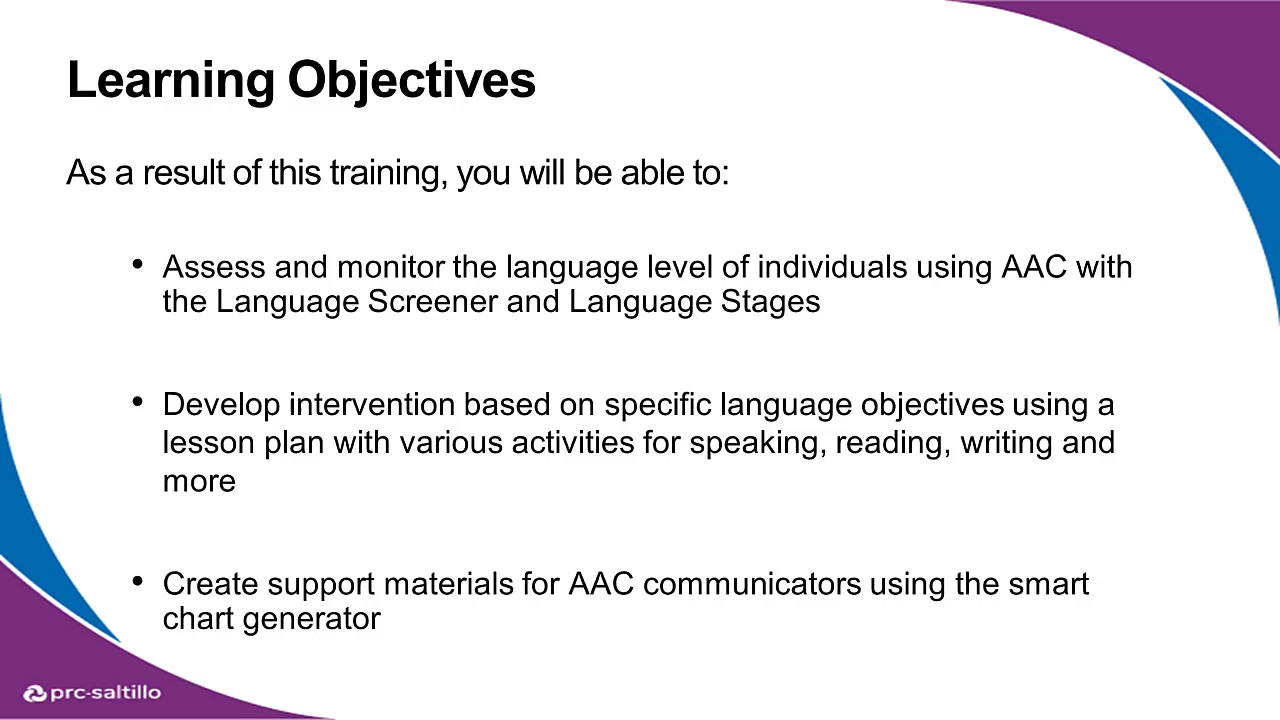 Learning Objectives
As a result of this training, you will be able to:
• Assess and monitor the language level of individuals using AAC with
the Language Screener and Language Stages
• Develop intervention based on specific language objectives using a
lesson plan with various activities for speaking, reading, writing and
more
• Create support materials for AAC communicators using the smart
chart generator
prc-saltillo